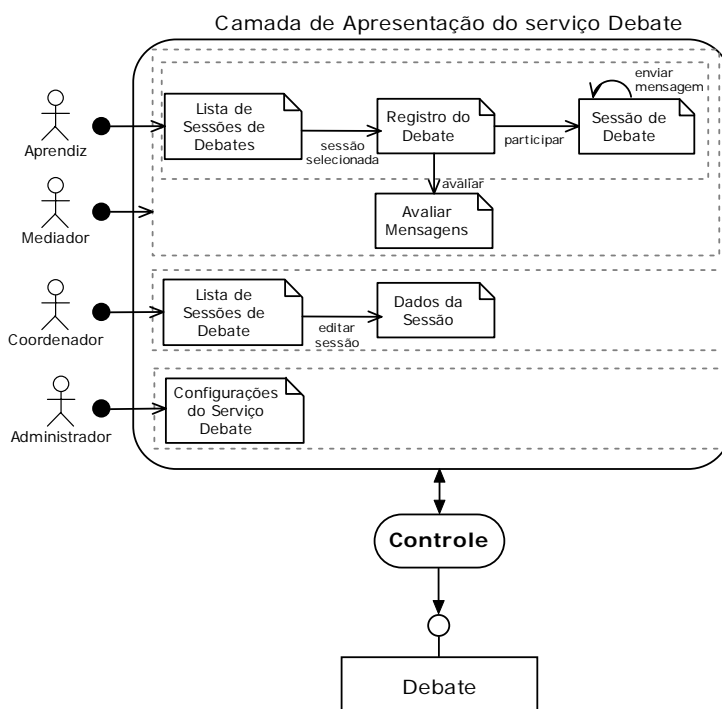 Camada de Apresentação do serviço Debate
Aprendiz
Lista de
Sessões de
Debates
sessão
selecionada
Registro do
Debate
participar
enviar
mensagem
Sessão de
Debate
avaliar
Avaliar
Mensagens
Mediador
Coordenador
Lista de
Sessões de
Debate
editar
sessão
Dados da
Sessão
Administrador
Configurações
do Serviço
Debate
Controle
Debate